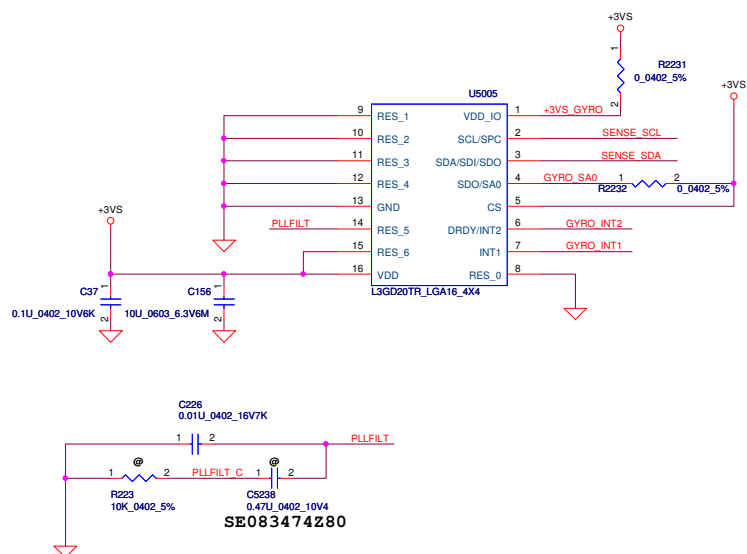 +3VS
1
R2231
0_0402_5%
2
+3VS
U5005
9 RES_1 VDD_IO 1 +3VS_GYRO
10 RES_2 SCL/SPC 2 SENSE_SCL
11 RES_3 SDA/SDI/SDO 3 SENSE_SDA
12 RES_4 SDO/SA0 4 GYRO_SA0 1 2
R2232 0_0402_5%
13 GND CS 5
PLLFILT 14 RES_5 DRDY/INT2 6 GYRO_INT2
15 RES_6 INT1 7 GYRO_INT1
16 VDD RES_0 8
L3GD20TR_LGA16_4X4
+3VS
C37 1
0.1U_0402_10V6K 2
C156 1
10U_0603_6.3V6M 2
C226
0.01U_0402_16V7K
1 2 PLLFILT
@ @
1 2 PLLFILT_C 1 2
R223
10K_0402_5%
C5238
0.47U_0402_10V4
SE083474Z80